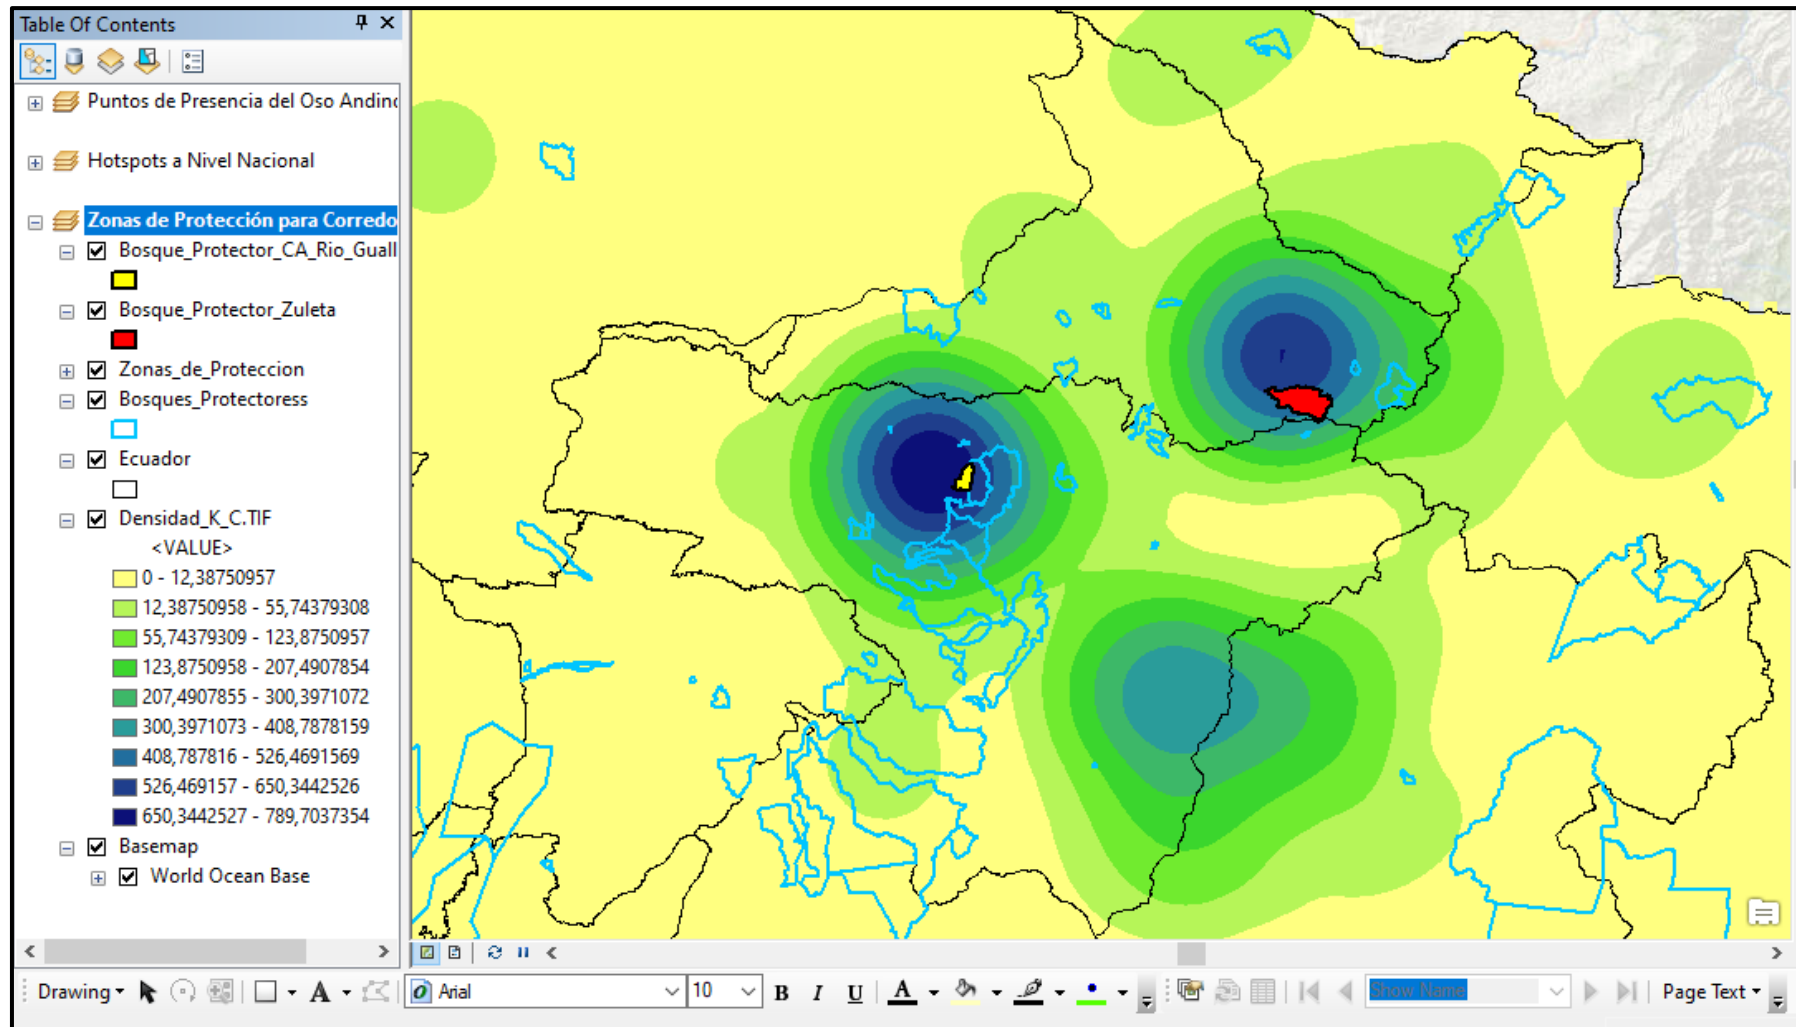 Table Of Contents
Puntos de Presencia del Oso Andino
Hotspots a Nivel Nacional
Zonas de Protección para Corredo
Bosque_Protector_CA_Rio_Guall
Bosque_Protector_Zuleta
Zonas_de_Proteccion
Bosques_Protectoress
Ecuador
Densidad_K_C.TIF
<VALUE>
0 - 12,38750957
12,38750958 - 55,74379308
55,74379309 - 123,8750957
123,8750958 - 207,4907854
207,4907855 - 300,3971072
300,3971073 - 408,7878159
408,787816 - 526,4691569
526,469157 - 650,3442526
650,3442527 - 789,7037354
Basemap
World Ocean Base
Drawing A Arial 10 B I U A Show Name Page Text